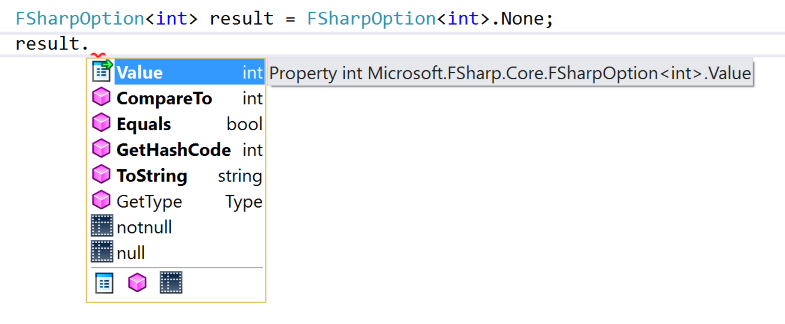 FSharpOption<int> result = FSharpOption<int>.None;
result.
Value int Property int Microsoft.FSharp.Core.FSharpOption<int>.Value
CompareTo int
Equals bool
GetHashCode int
ToString string
GetType Type
notnull
null